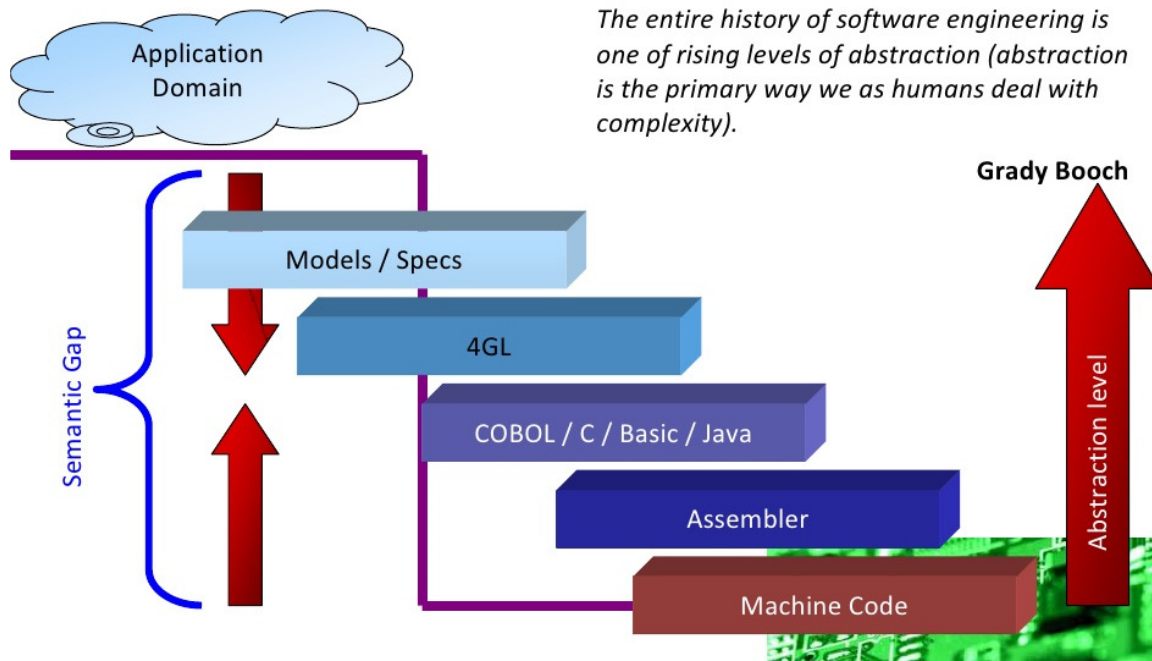 Application
Domain
The entire history of software engineering is
one of rising levels of abstraction (abstraction
is the primary way we as humans deal with
complexity).
Grady Booch
Models / Specs
4GL
COBOL / C / Basic / Java
Assembler
Machine Code
Semantic Gap
Abstraction level